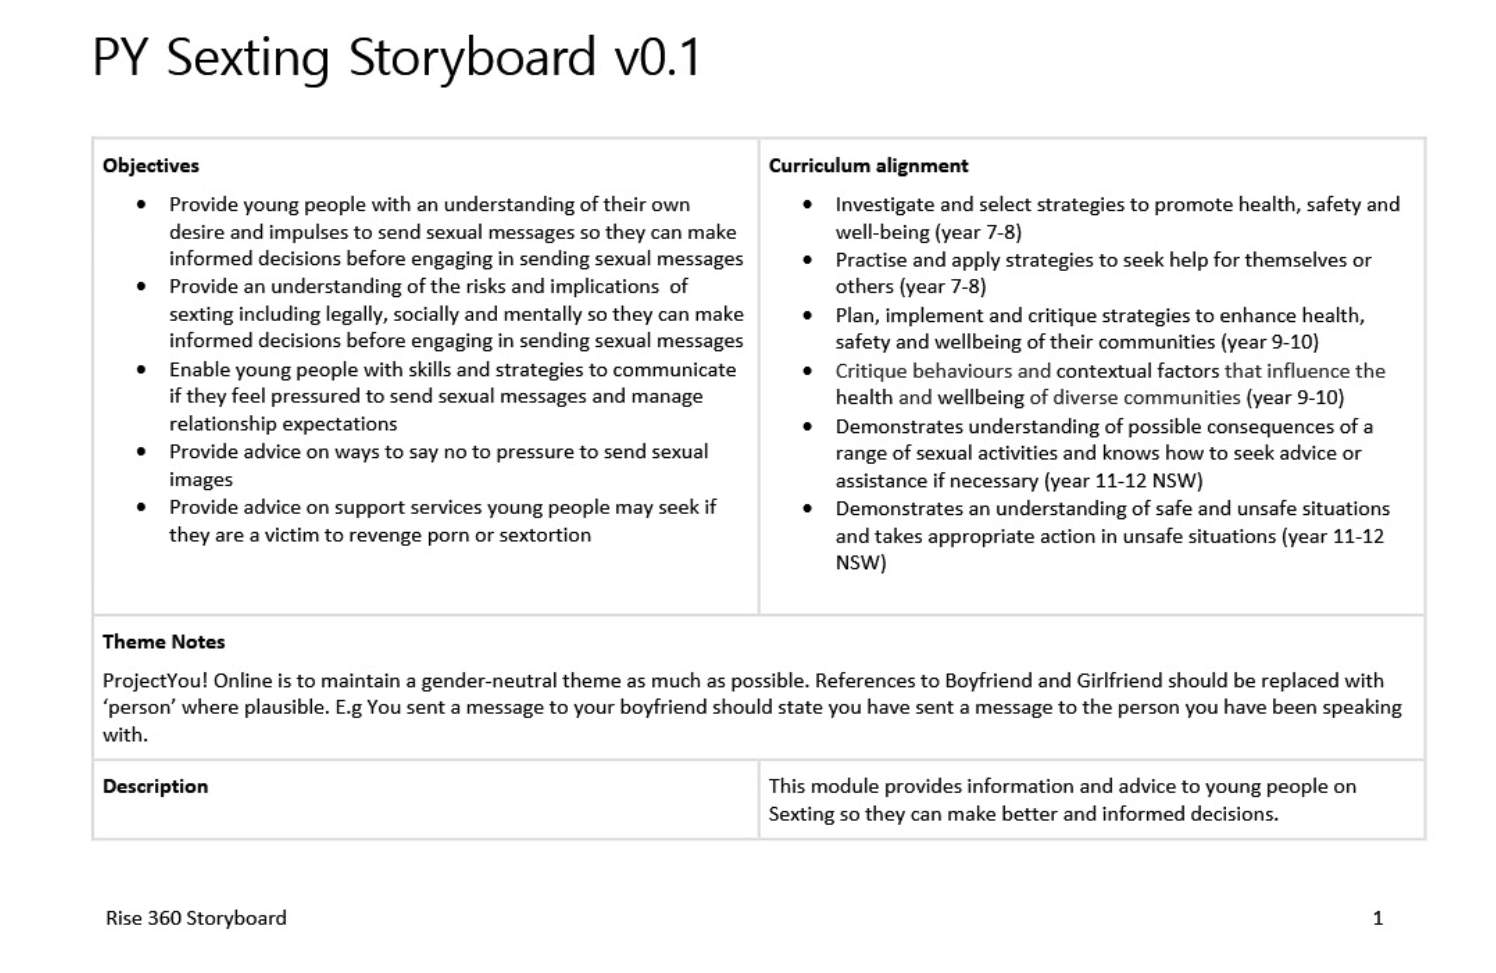 PY Sexting Storyboard v0.1
Objectives
• Provide young people with an understanding of their own
desire and impulses to send sexual messages so they can make
informed decisions before engaging in sending sexual messages
• Provide an understanding of the risks and implications  of
sexting including legally, socially and mentally so they can make
informed decisions before engaging in sending sexual messages
• Enable young people with skills and strategies to communicate
if they feel pressured to send sexual messages and manage
relationship expectations
• Provide advice on ways to say no to pressure to send sexual
images
• Provide advice on support services young people may seek if
they are a victim to revenge porn or sextortion
Curriculum alignment
• Investigate and select strategies to promote health, safety and
well-being (year 7-8)
• Practise and apply strategies to seek help for themselves or
others (year 7-8)
• Plan, implement and critique strategies to enhance health,
safety and wellbeing of their communities (year 9-10)
• Critique behaviours and contextual factors that influence the
health and wellbeing of diverse communities (year 9-10)
• Demonstrates understanding of possible consequences of a
range of sexual activities and knows how to seek advice or
assistance if necessary (year 11-12 NSW)
• Demonstrates an understanding of safe and unsafe situations
and takes appropriate action in unsafe situations (year 11-12
NSW)
Theme Notes
ProjectYou! Online is to maintain a gender-neutral theme as much as possible. References to Boyfriend and Girlfriend should be replaced with
‘person’ where plausible. E.g You sent a message to your boyfriend should state you have sent a message to the person you have been speaking
with.
Description
This module provides information and advice to young people on
Sexting so they can make better and informed decisions.
Rise 360 Storyboard
1